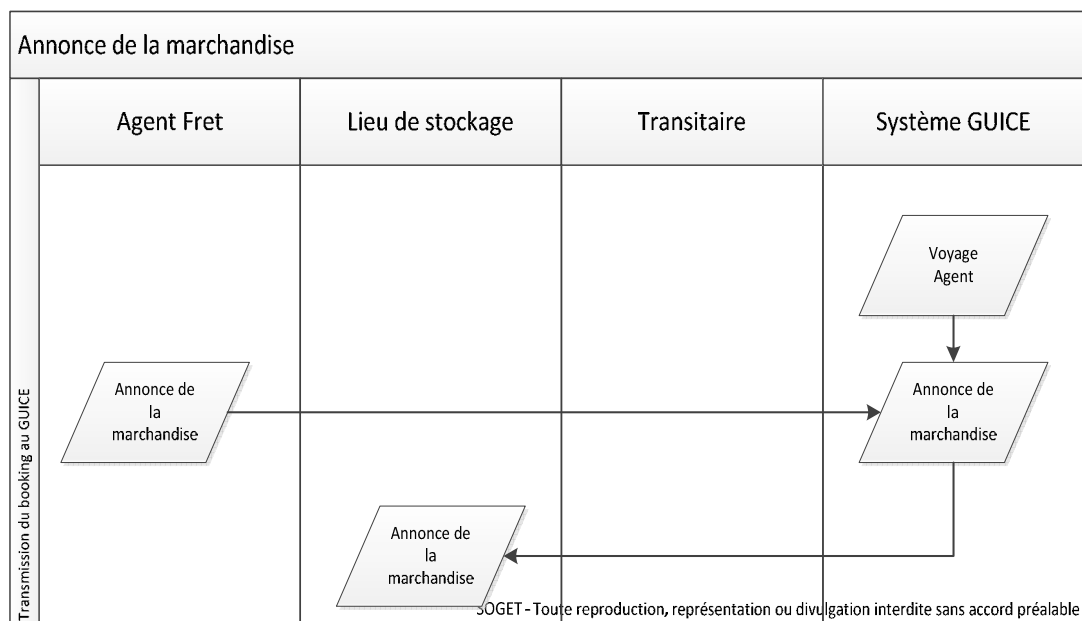 Annonce de la marchandise
Agent Fret
Lieu de stockage
Transitaire
Système GUICE
Transmission du booking au GUICE
Voyage
Agent
Annonce de
la
marchandise
Annonce de
la
marchandise
Annonce de
la
marchandise
SOGET - Toute reproduction, représentation ou divulgation interdite sans accord préalable